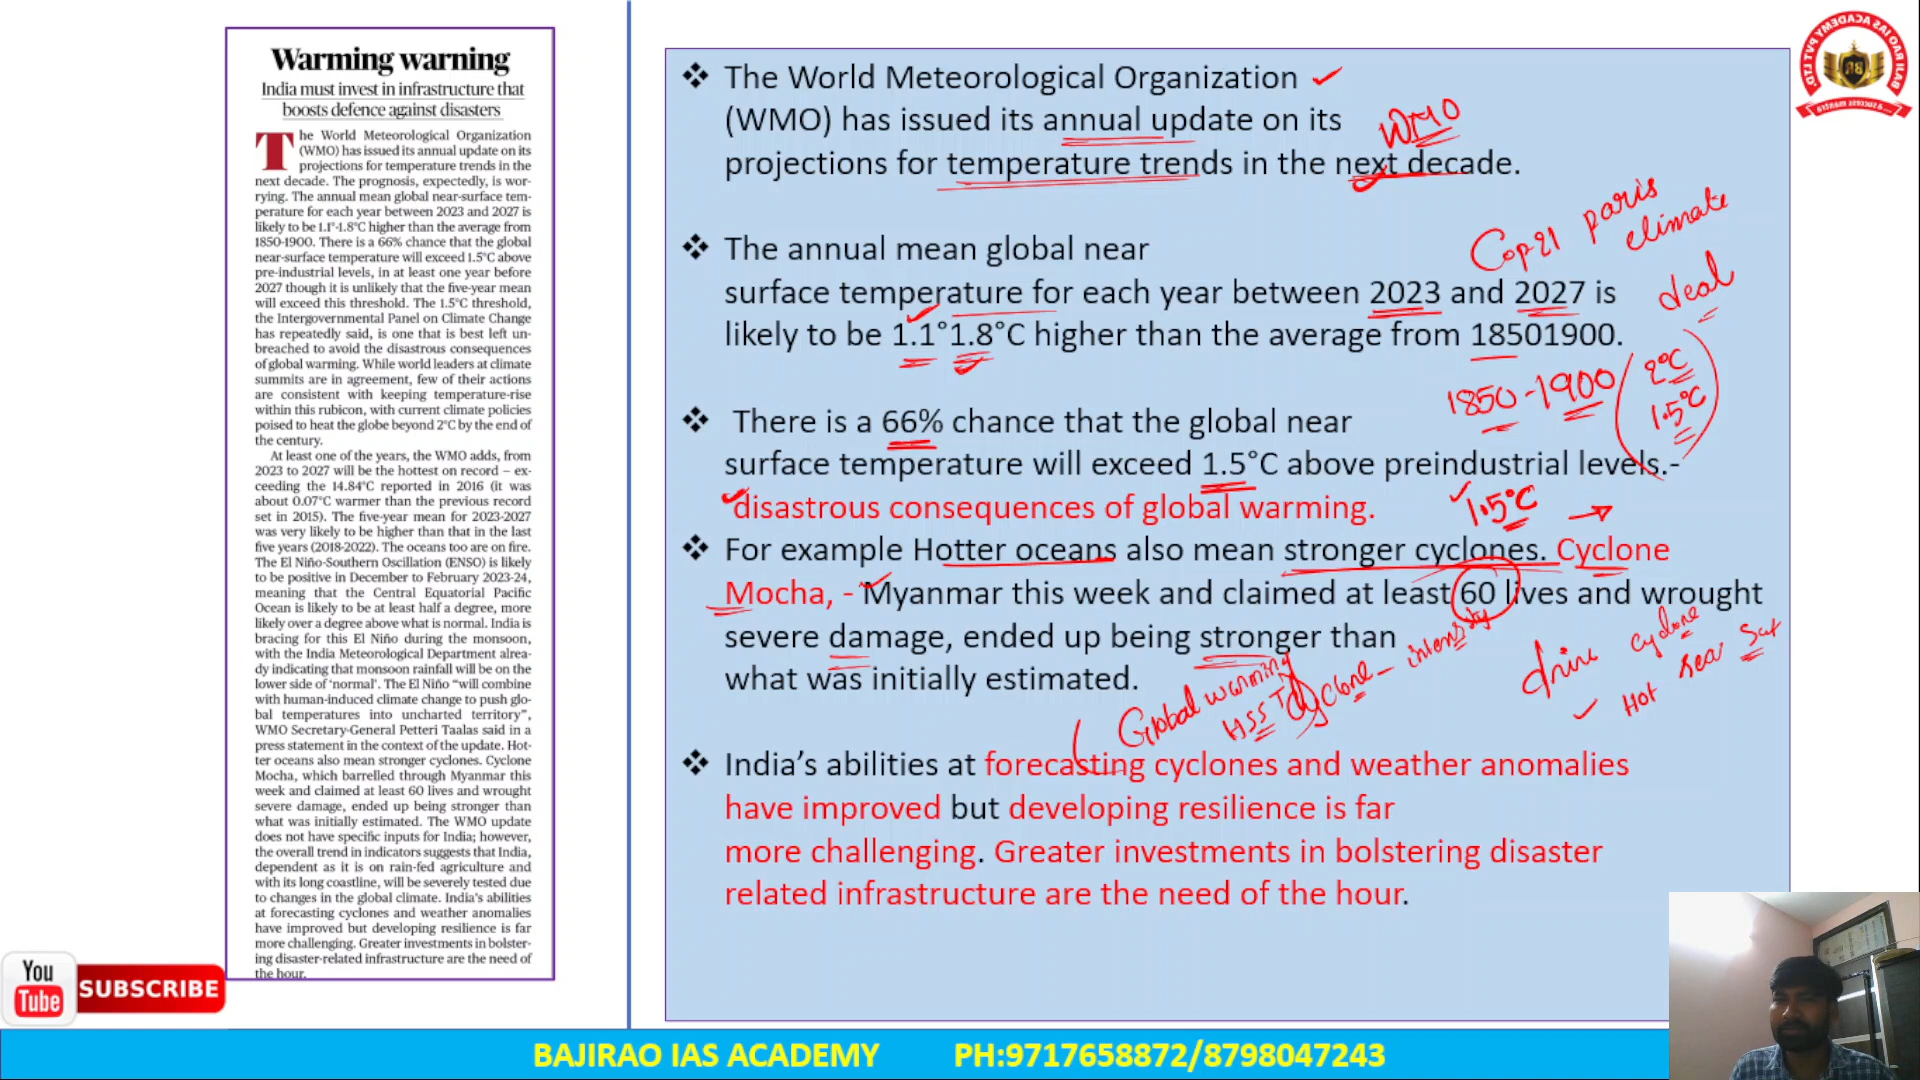 Warming warning
India must invest in infrastructure that
boosts defence against disasters
The World Meteorological Organization
(WMO) has issued its annual update on its
projections for temperature trends in the
next decade. The prognosis, expectedly, is wor-
rying. The annual mean global near-surface tem-
perature for each year between 2023 and 2027 is
likely to be 1.1°-1.8°C higher than the average from
1850-1900. There is a 66% chance that the global
near-surface temperature will exceed 1.5°C above
pre-industrial levels, in at least one year before
2027 though it is unlikely that the five-year mean
will exceed this threshold. The 1.5°C threshold,
the Intergovernmental Panel on Climate Change
has repeatedly said, is one that is best left un-
breached to avoid the disastrous consequences
of global warming. While world leaders at climate
summits are in agreement, few of their actions
are consistent with keeping temperature-rise
within this rubicon, with current climate policies
poised to heat the globe beyond 2°C by the end of
the century.
At least one of the years, the WMO adds, from
2023 to 2027 will be the hottest on record – ex-
ceeding the 14.84°C reported in 2016 (it was
about 0.07°C warmer than the previous record
set in 2015). The five-year mean for 2023-2027
was very likely to be higher than that in the last
five years (2018-2022). The oceans too are on fire.
The El Niño-Southern Oscillation (ENSO) is likely
to be positive in December to February 2023-24,
meaning that the Central Equatorial Pacific
Ocean is likely to be at least half a degree, more
likely over a degree above what is normal. India is
bracing for this El Niño during the monsoon,
with the India Meteorological Department alrea-
dy indicating that monsoon rainfall will be on the
lower side of 'normal'. The El Niño "will combine
with human-induced climate change to push glo-
bal temperatures into uncharted territory",
WMO Secretary-General Petteri Taalas said in a
press statement in the context of the update. Hot-
ter oceans also mean stronger cyclones. Cyclone
Mocha, which barrelled through Myanmar this
week and claimed at least 60 lives and wrought
severe damage, ended up being stronger than
what was initially estimated. The WMO update
does not have specific inputs for India; however,
the overall trend in indicators suggests that India,
dependent as it is on rain-fed agriculture and
with its long coastline, will be severely tested due
to changes in the global climate. India's abilities
at forecasting cyclones and weather anomalies
have improved but developing resilience is far
more challenging. Greater investments in bolster-
ing disaster-related infrastructure are the need of
the hour.
❖ The World Meteorological Organization
(WMO) has issued its annual update on its
projections for temperature trends in the next decade.
WMO
❖ The annual mean global near
surface temperature for each year between 2023 and 2027 is
likely to be 1.1°1.8°C higher than the average from 18501900.
Cop-21 paris
climate
deal
1850-1900
2°C
1.5°C
❖ There is a 66% chance that the global near
surface temperature will exceed 1.5°C above preindustrial levels.-
disastrous consequences of global warming.
1.5°C
❖ For example Hotter oceans also mean stronger cyclones. Cyclone
Mocha, - Myanmar this week and claimed at least 60 lives and wrought
severe damage, ended up being stronger than
what was initially estimated.
Global warming
Cyclone - intensity
cyclone
Hot sea
❖ India's abilities at forecasting cyclones and weather anomalies
have improved but developing resilience is far
more challenging. Greater investments in bolstering disaster
related infrastructure are the need of the hour.
You
Tube
SUBSCRIBE
BAJIRAO IAS ACADEMY PH:9717658872/8798047243
BAJIRAO IAS ACADEMY PVT LTD.